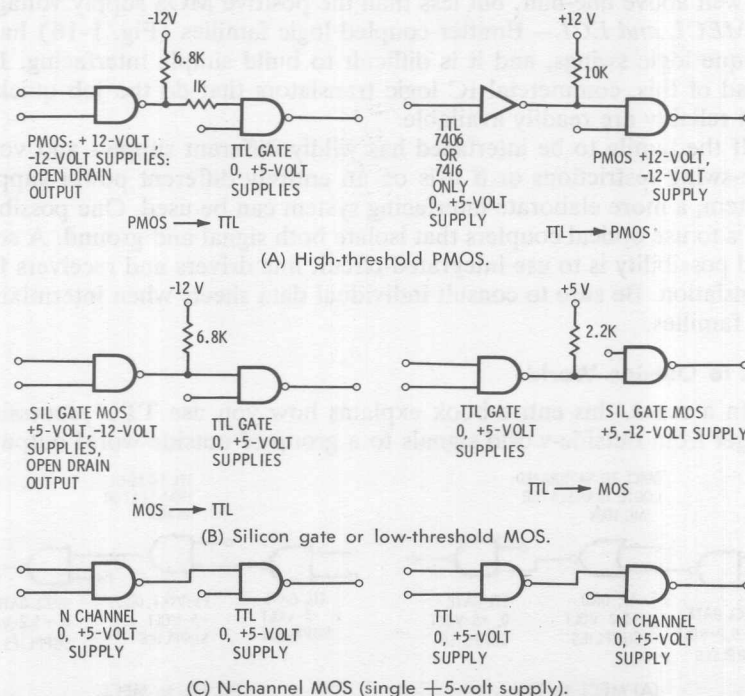 -12V
6.8K
1K
PMOS: +12-VOLT
-12-VOLT SUPPLIES;
OPEN DRAIN
OUTPUT
TTL GATE
0, +5-VOLT
SUPPLIES
PMOS → TTL
+12 V
10K
TTL
7406
OR
7416
ONLY
0, +5-VOLT
SUPPLY
PMOS +12-VOLT,
-12-VOLT
SUPPLY
TTL → PMOS
(A) High-threshold PMOS.
-12 V
6.8K
SIL GATE MOS
+5-VOLT, -12-VOLT
SUPPLIES,
OPEN DRAIN
OUTPUT
TTL GATE
0, +5-VOLT
SUPPLIES
MOS → TTL
+5 V
2.2K
TTL GATE
0, +5-VOLT
SUPPLIES
SIL GATE MOS
+5,-12-VOLT SUPPLY
TTL → MOS
(B) Silicon gate or low-threshold MOS.
N CHANNEL
0, +5-VOLT
SUPPLY
TTL
0, +5-VOLT
SUPPLY
TTL
0, +5-VOLT
SUPPLY
N CHANNEL
0, +5-VOLT
SUPPLY
(C) N-channel MOS (single +5-volt supply).